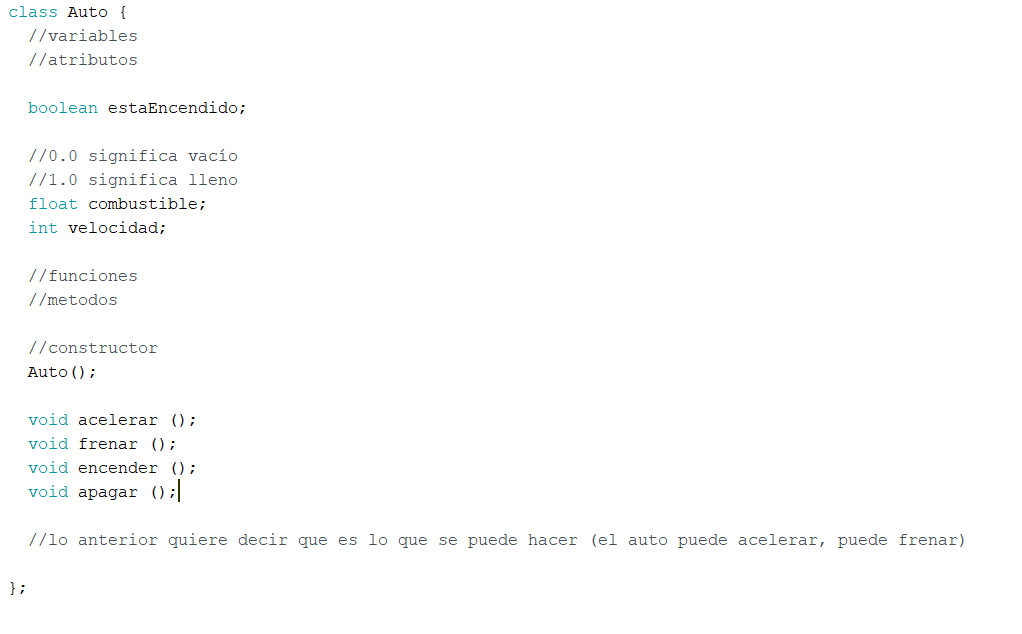 class Auto {
//variables
//atributos
boolean estaEncendido;
//0.0 significa vacío
//1.0 significa lleno
float combustible;
int velocidad;
//funciones
//metodos
//constructor
Auto();
void acelerar ();
void frenar ();
void encender ();
void apagar ();
//lo anterior quiere decir que es lo que se puede hacer (el auto puede acelerar, puede frenar)
};